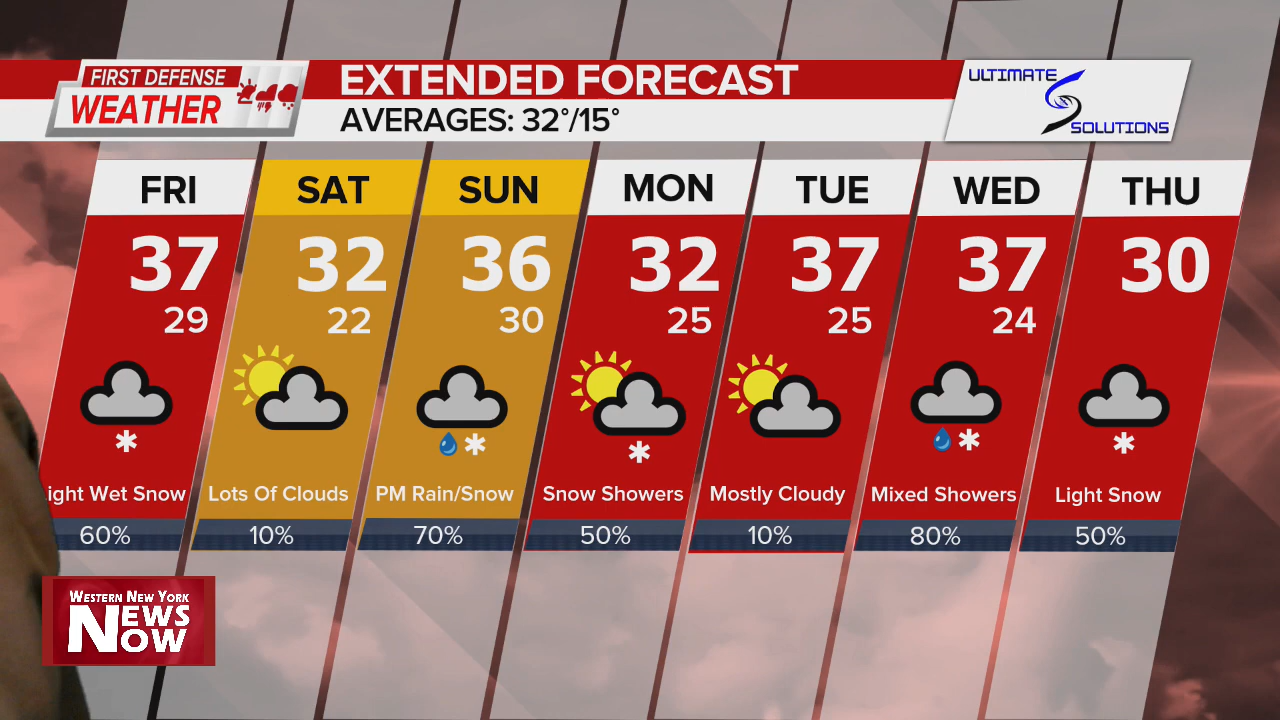 FIRST DEFENSE
WEATHER
EXTENDED FORECAST
AVERAGES: 32°/15°
ULTIMATE
SOLUTIONS
FRI SAT SUN MON TUE WED THU
37 32 36 32 37 37 30
29 22 30 25 25 24
ight Wet Snow Lots Of Clouds PM Rain/Snow Snow Showers Mostly Cloudy Mixed Showers Light Snow
60% 10% 70% 50% 10% 80% 50%
WESTERN NEW YORK
NEWS
NOW